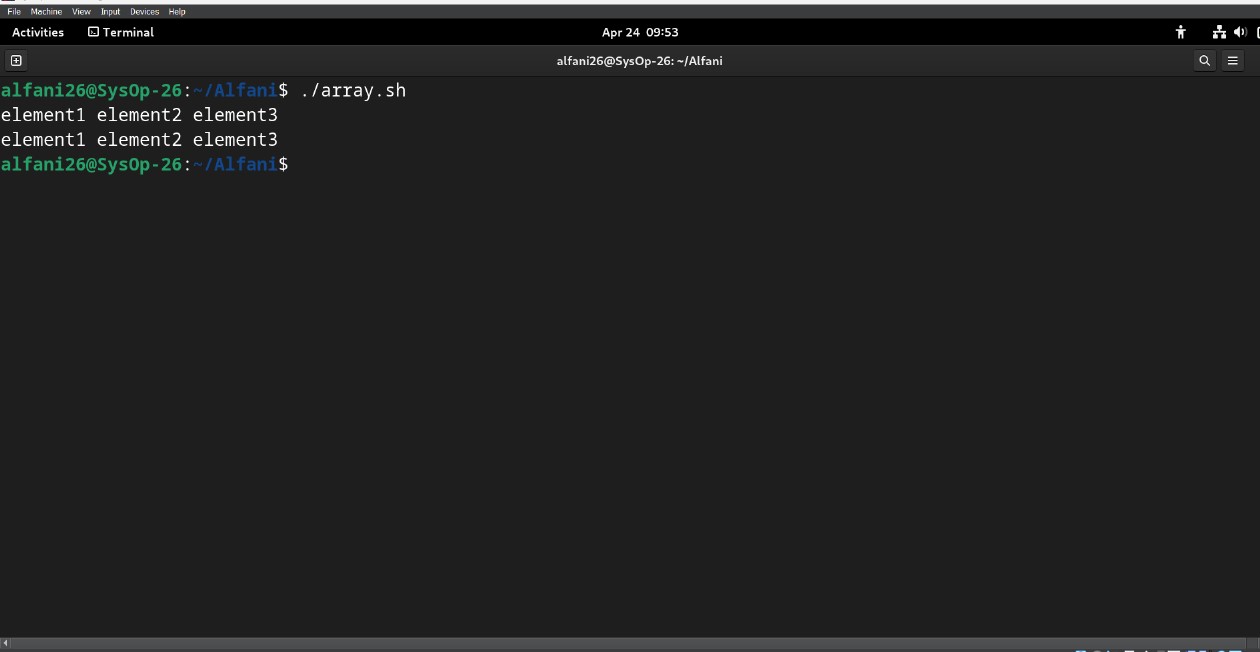 File Machine View Input Devices Help
Activities Terminal Apr 24 09:53
alfani26@SysOp-26: ~/Alfani
alfani26@SysOp-26:~/Alfani$ ./array.sh
element1 element2 element3
element1 element2 element3
alfani26@SysOp-26:~/Alfani$